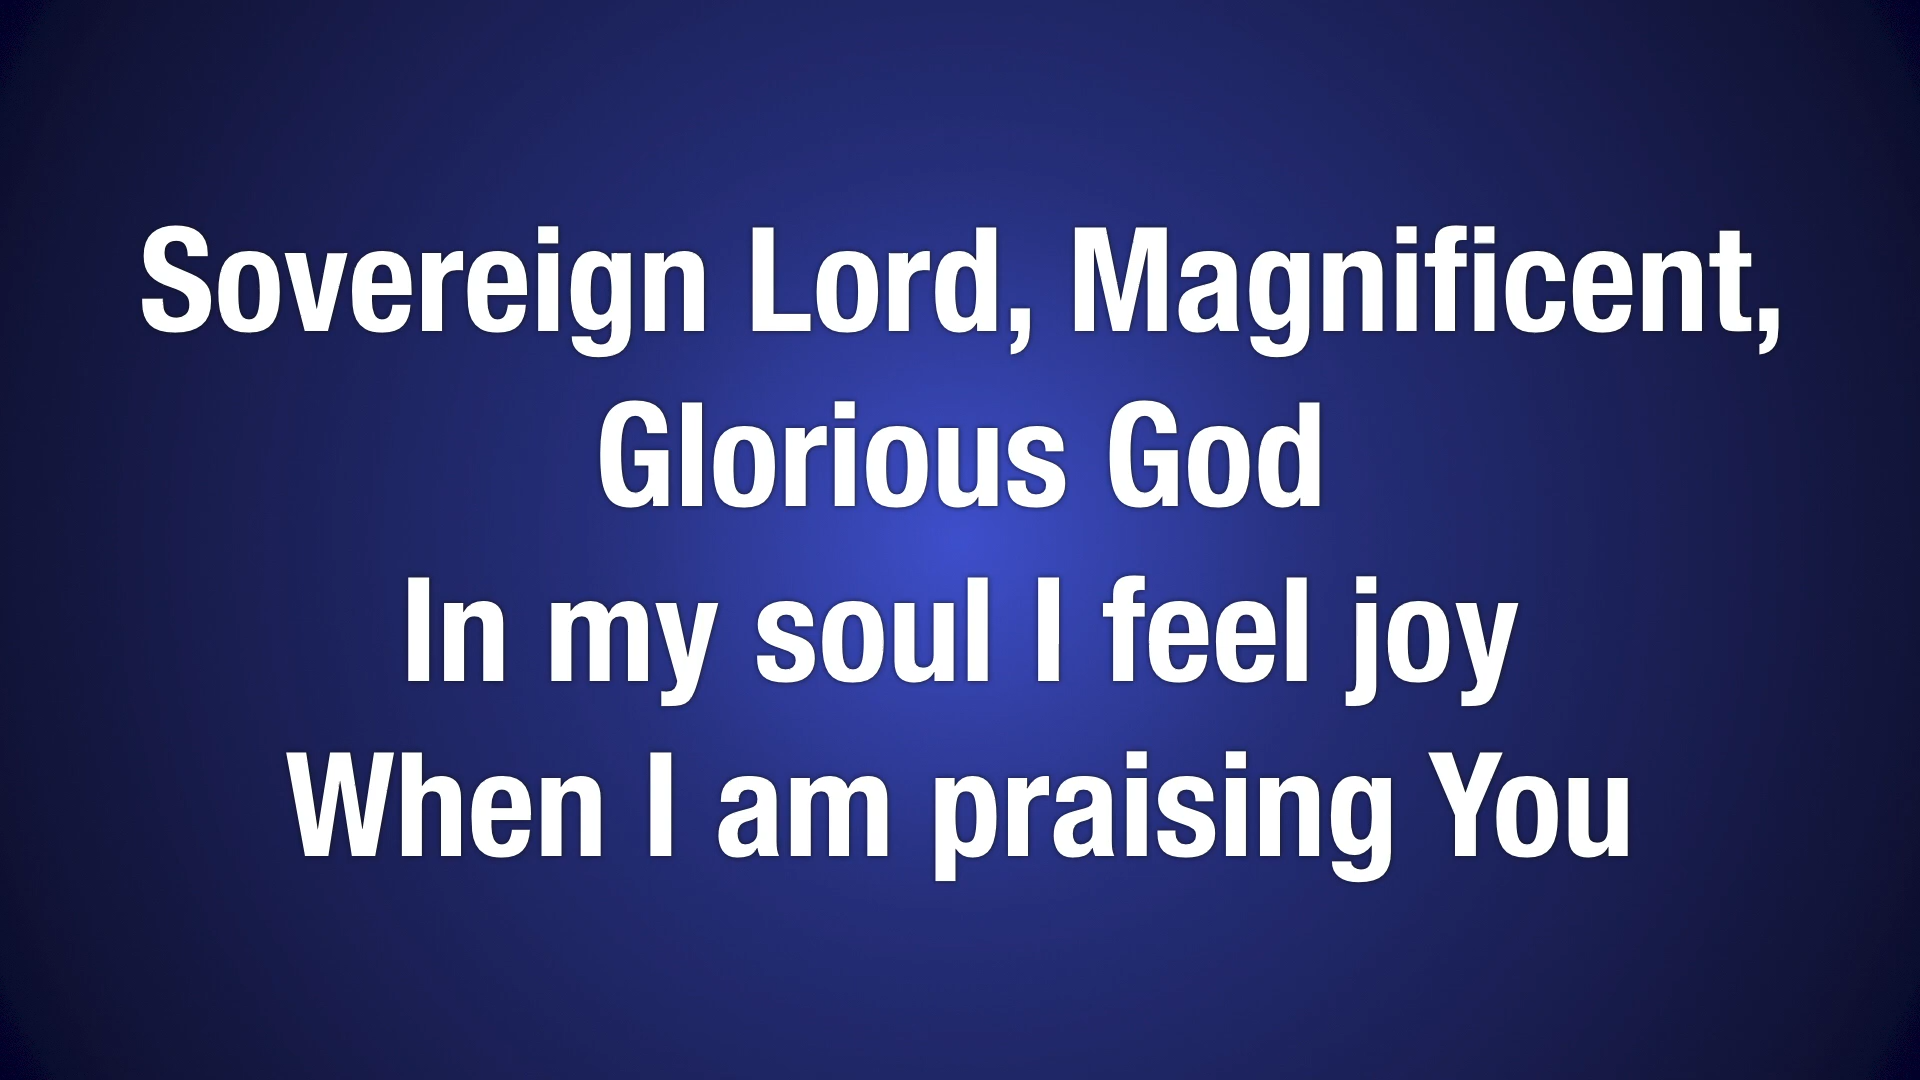 Sovereign Lord, Magnificent,
Glorious God
In my soul I feel joy
When I am praising You